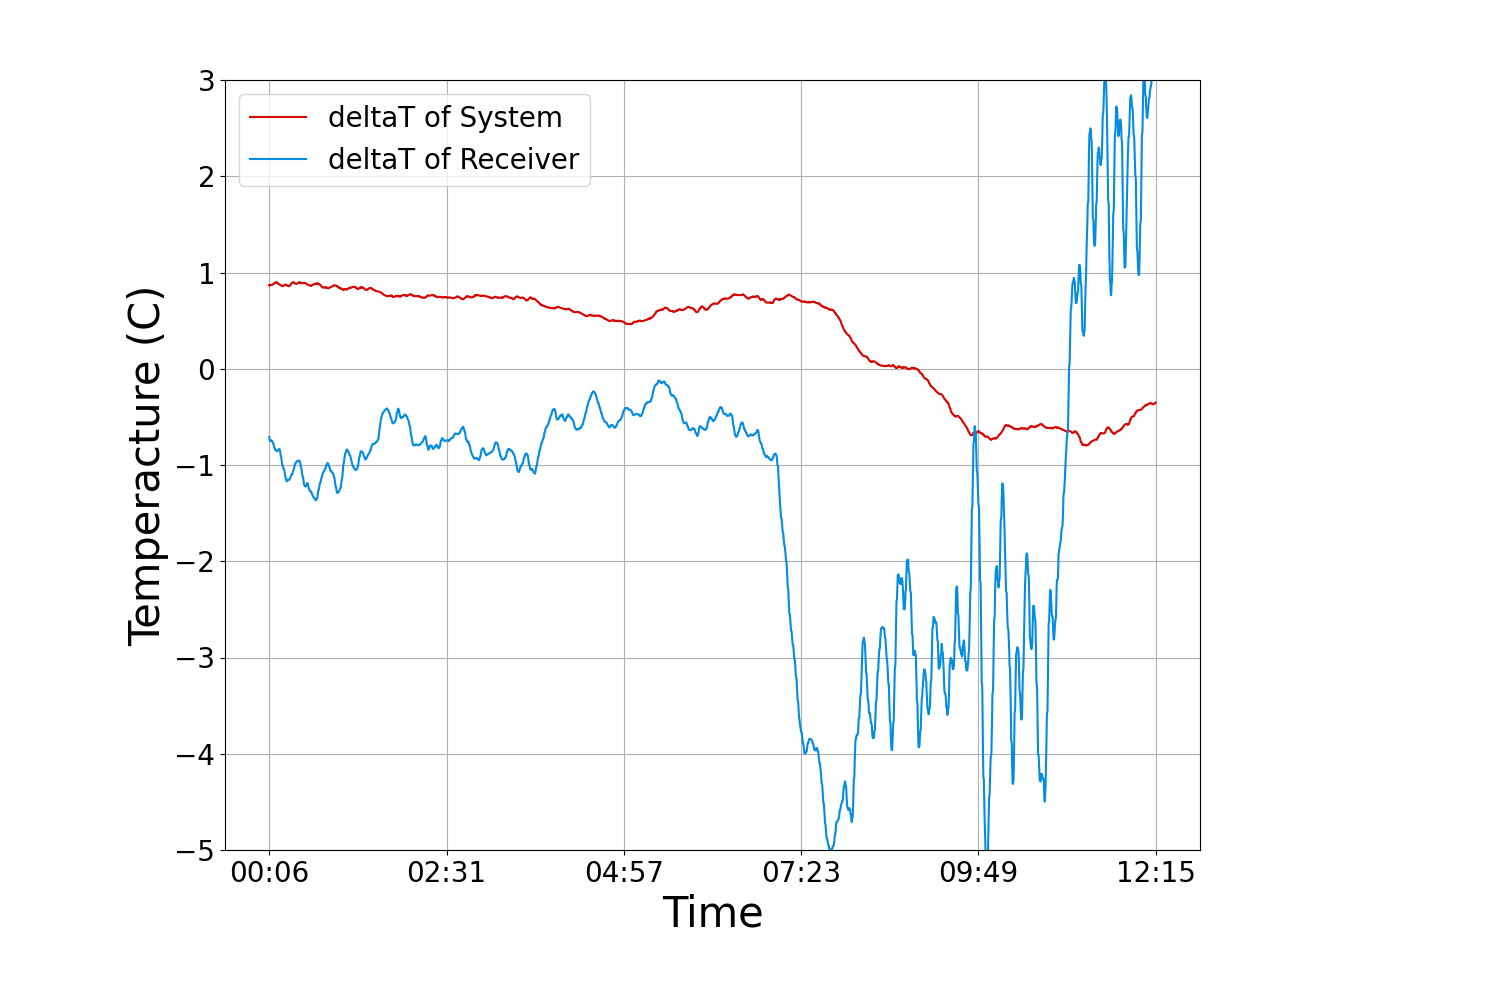 deltaT of System
deltaT of Receiver
3
2
1
0
−1
−2
−3
−4
−5
Temperacture (C)
00:06 02:31 04:57 07:23 09:49 12:15
Time